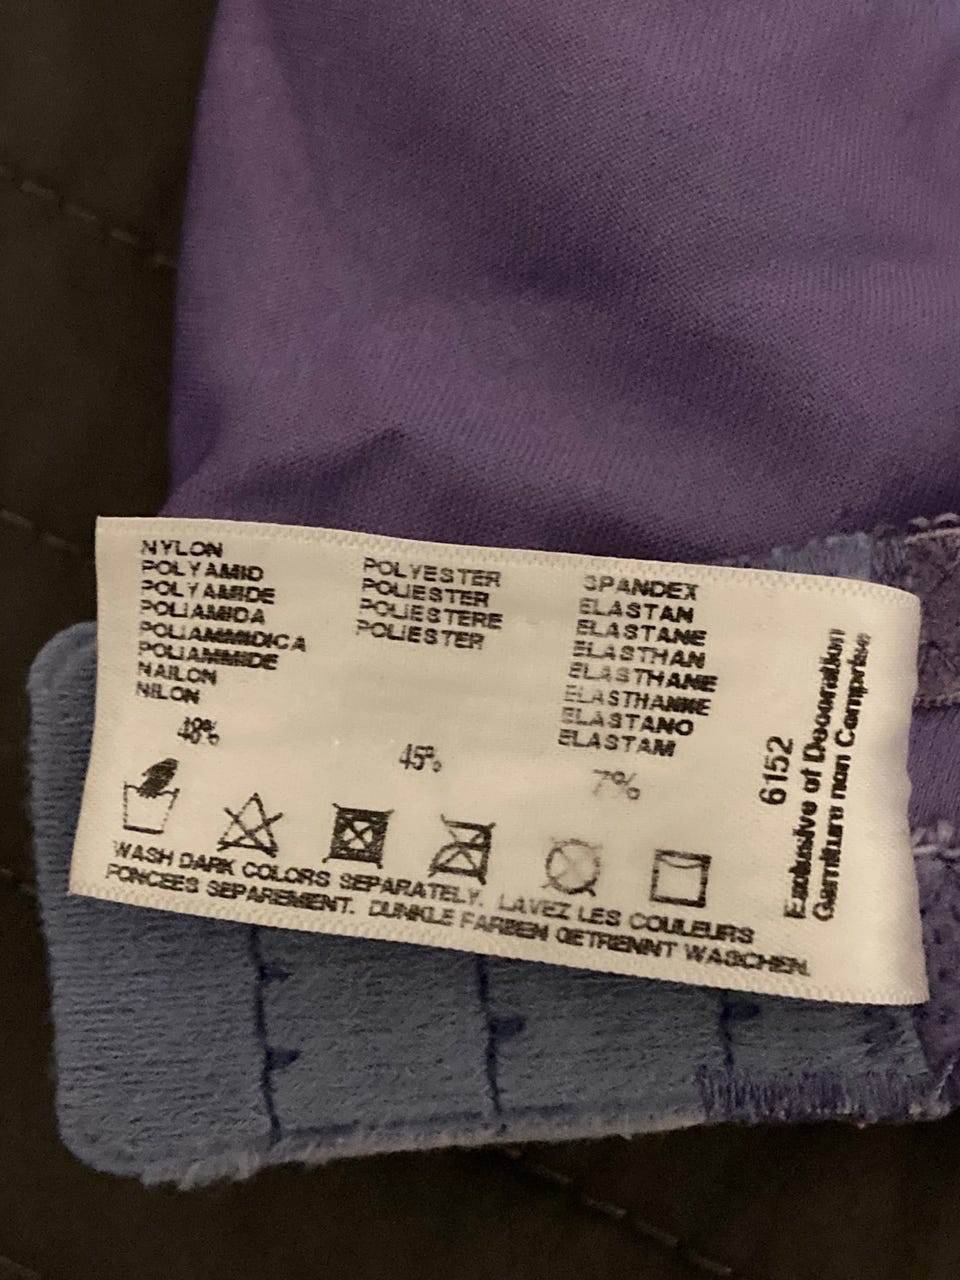 NYLON
POLYAMID
POLYAMIDE
POLIAMIDA
POLIAMMIDICA
POLIAMMIDE
NAILON
NILON
48%
POLYESTER
POLIESTER
POLIESTERE
POLIESTER
45%
SPANDEX
ELASTAN
ELASTANE
ELASTHAN
ELASTHANE
ELASTHANNE
ELASTANO
ELASTAM
7%
WASH DARK COLORS SEPARATELY. LAVEZ LES COULEURS
FONCEES SEPAREMENT. DUNKLE FARBEN GETRENNT WASCHEN.
6152
Exclusive of Decoration
Garniture non Comprise